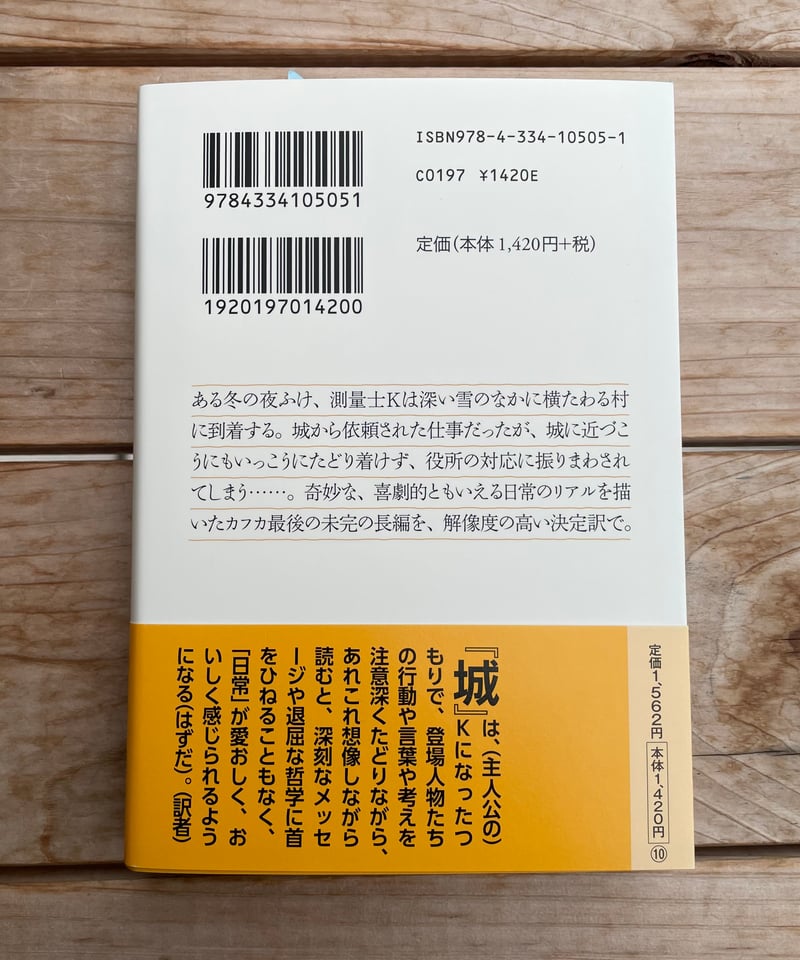 9784334105051
1920197014200
ISBN978-4-334-10505-1
C0197 ¥1420E
定価(本体1,420円+税)
ある冬の夜ふけ、測量士Kは深い雪のなかに横たわる村
に到着する。城から依頼された仕事だったが、城に近づこ
うにもいっこうにたどり着けず、役所の対応に振りまわされ
てしまう……。奇妙な、喜劇的ともいえる日常のリアルを描
いたカフカ最後の未完の長編を、解像度の高い決定訳で。
『城』は、(主人公の)
Kになったつ
もりで、登場人物たち
の行動や言葉や考えを
注意深くたどりながら、
あれこれ想像しながら
読むと、深刻なメッセ
ージや退屈な哲学に首
をひねることもなく、
『日常』が愛おしく、お
いしく感じられるよう
になる(はずだ)。(訳者)
定価1,562円 本体1,420円 ⑩